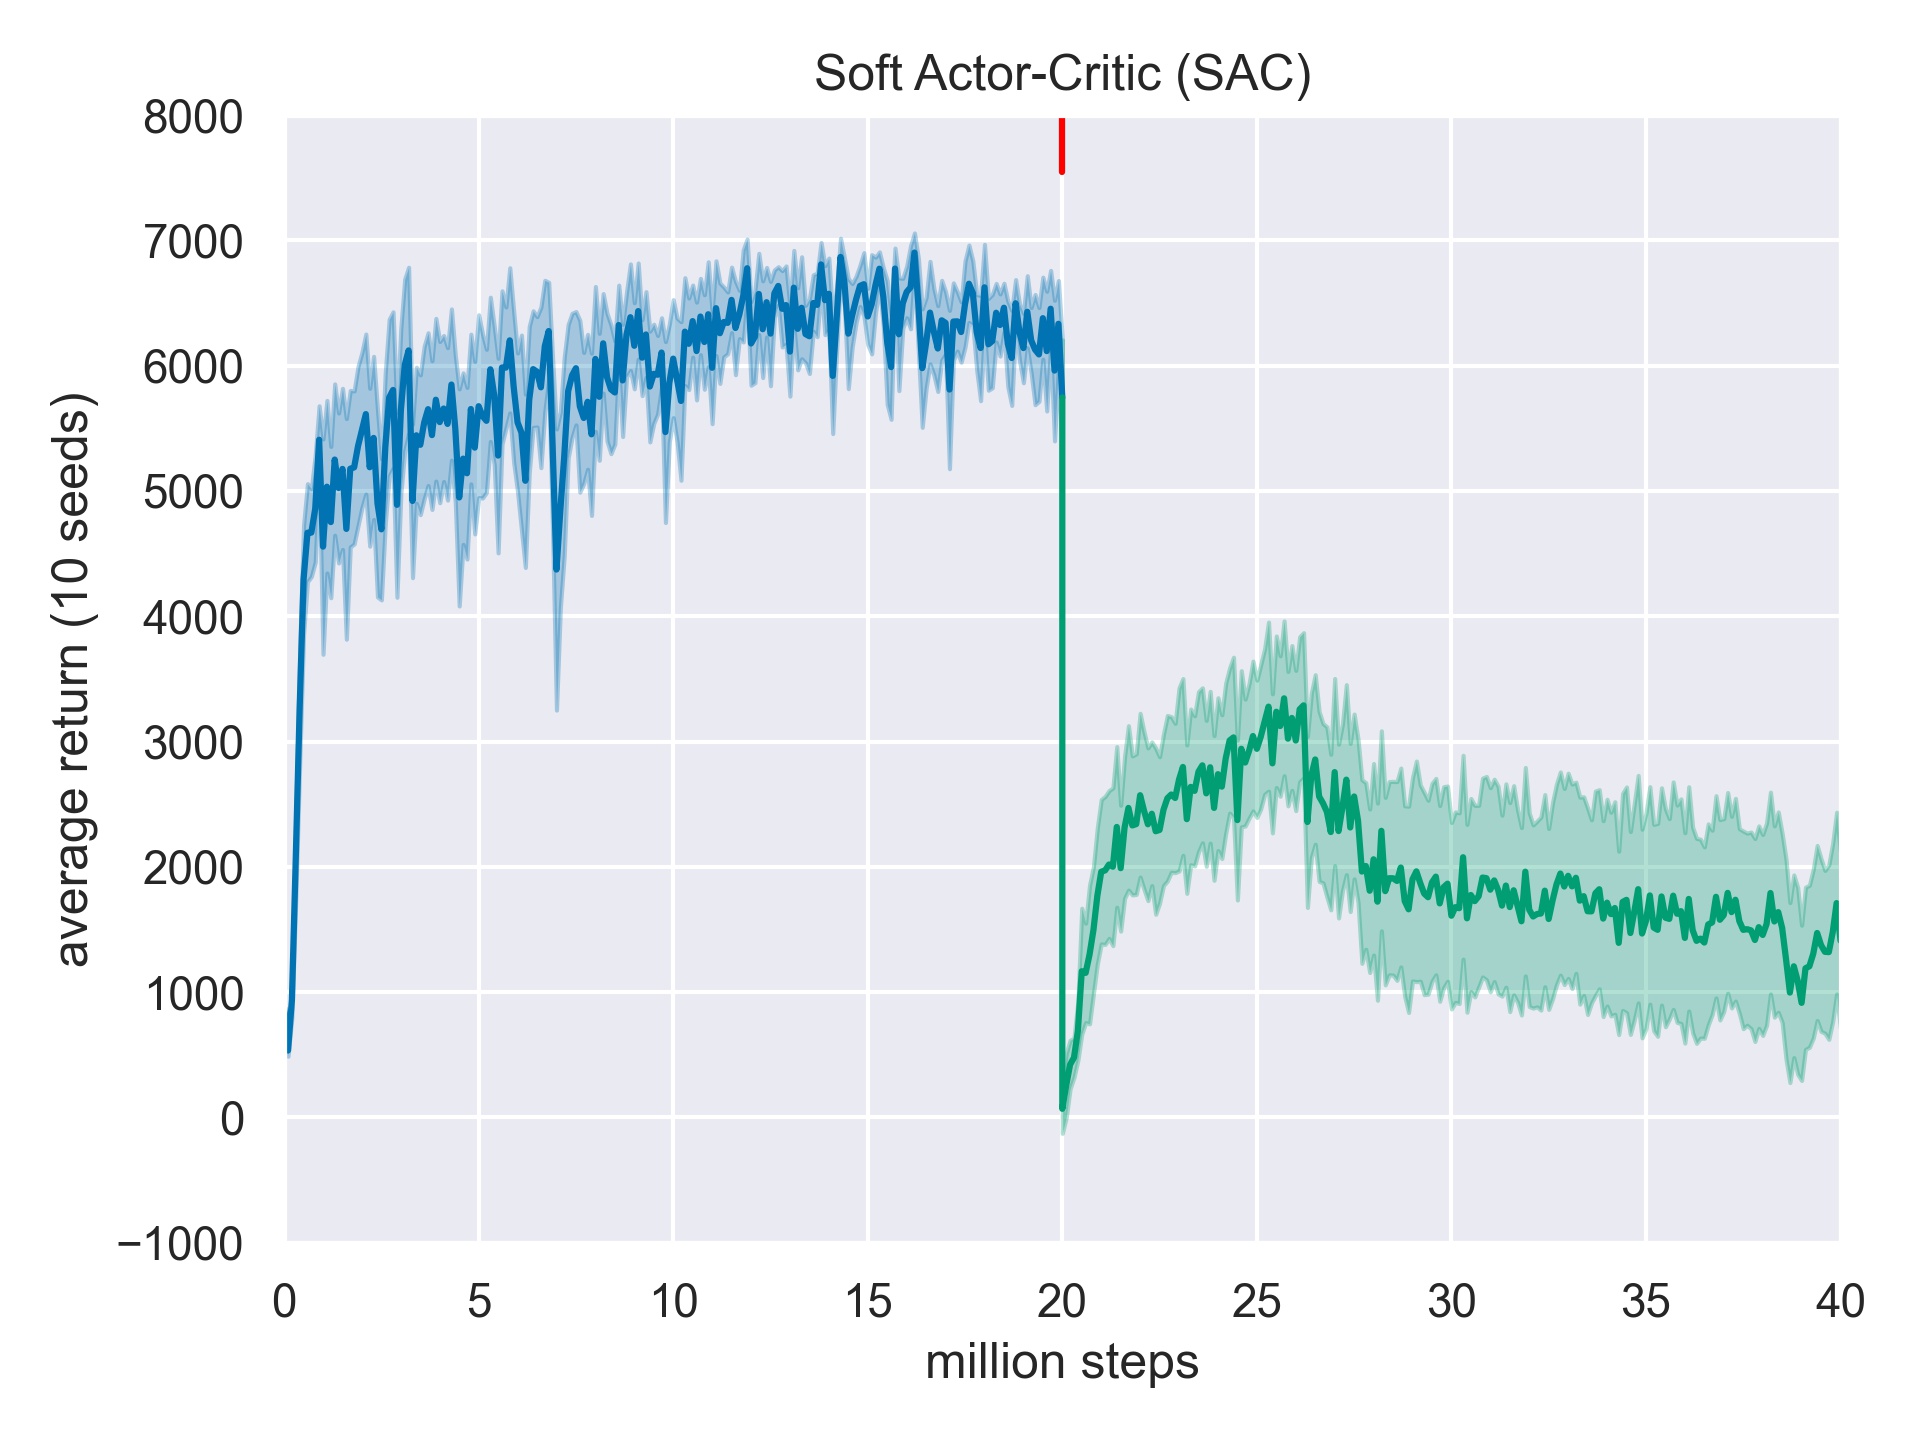 Soft Actor-Critic (SAC)
8000
7000
6000
5000
4000
3000
2000
1000
0
−1000
average return (10 seeds)
0 5 10 15 20 25 30 35 40
million steps